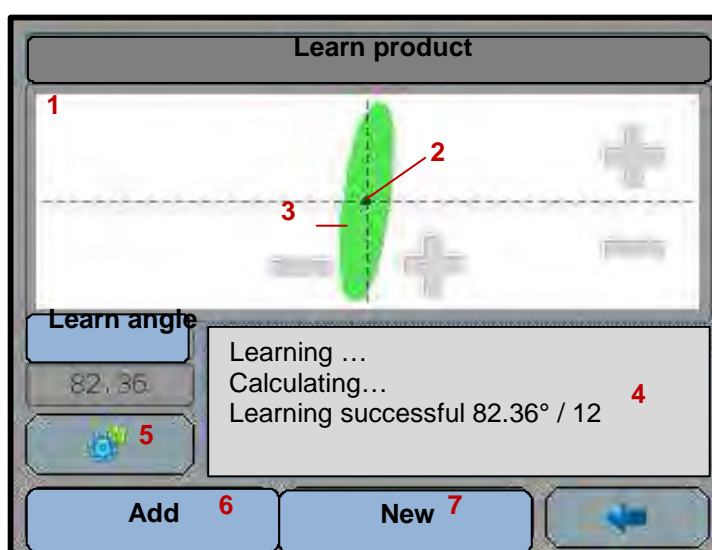 Learn product
1
2
3
Learn angle
82.36
Learning …
Calculating…
Learning successful 82.36° / 12
4
5
Add 6
New 7